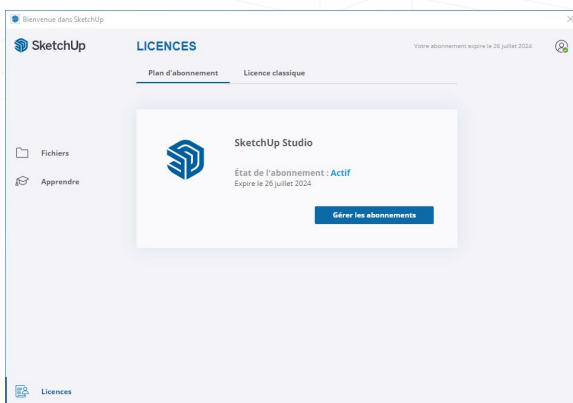 Bienvenue dans SketchUp
SketchUp
LICENCES
Votre abonnement expire le 26 juillet 2024
Plan d'abonnement
Licence classique
SketchUp Studio
État de l'abonnement : Actif
Expire le 26 juillet 2024
Gérer les abonnements
Fichiers
Apprendre
Licences